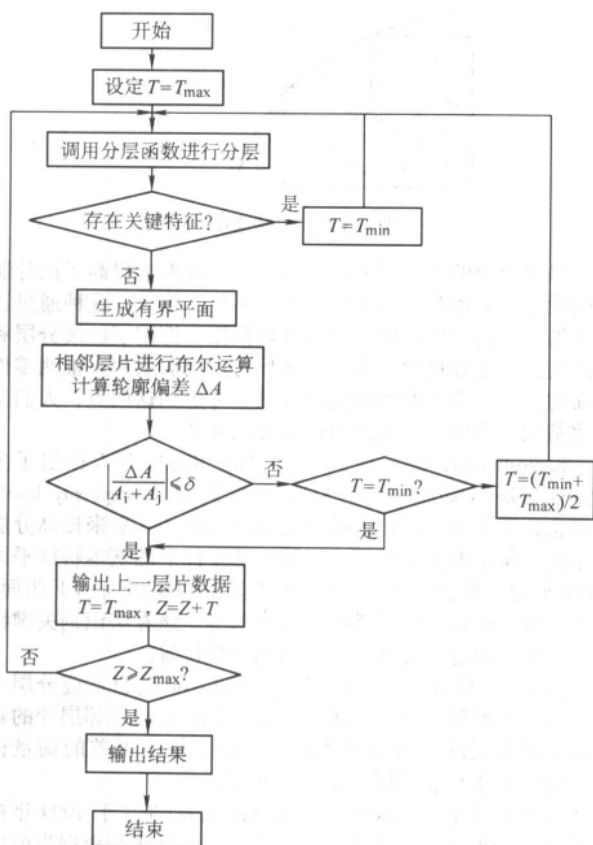 开始
设定 T=Tmax
调用分层函数进行分层
存在关键特征?
是
T=Tmin
否
生成有界平面
相邻层片进行布尔运算
计算轮廓偏差 ΔA
|ΔA/(Ai+Aj)|≤δ
否
T=Tmin?
T=(Tmin+
Tmax)/2
是
是
输出上一层片数据
T=Tmax, Z=Z+T
否
Z≥Zmax?
是
输出结果
结束